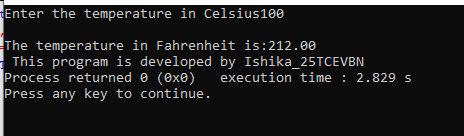 Enter the temperature in Celsius100
The temperature in Fahrenheit is:212.00
This program is developed by Ishika_25TCEVBN
Process returned 0 (0x0)   execution time : 2.829 s
Press any key to continue.